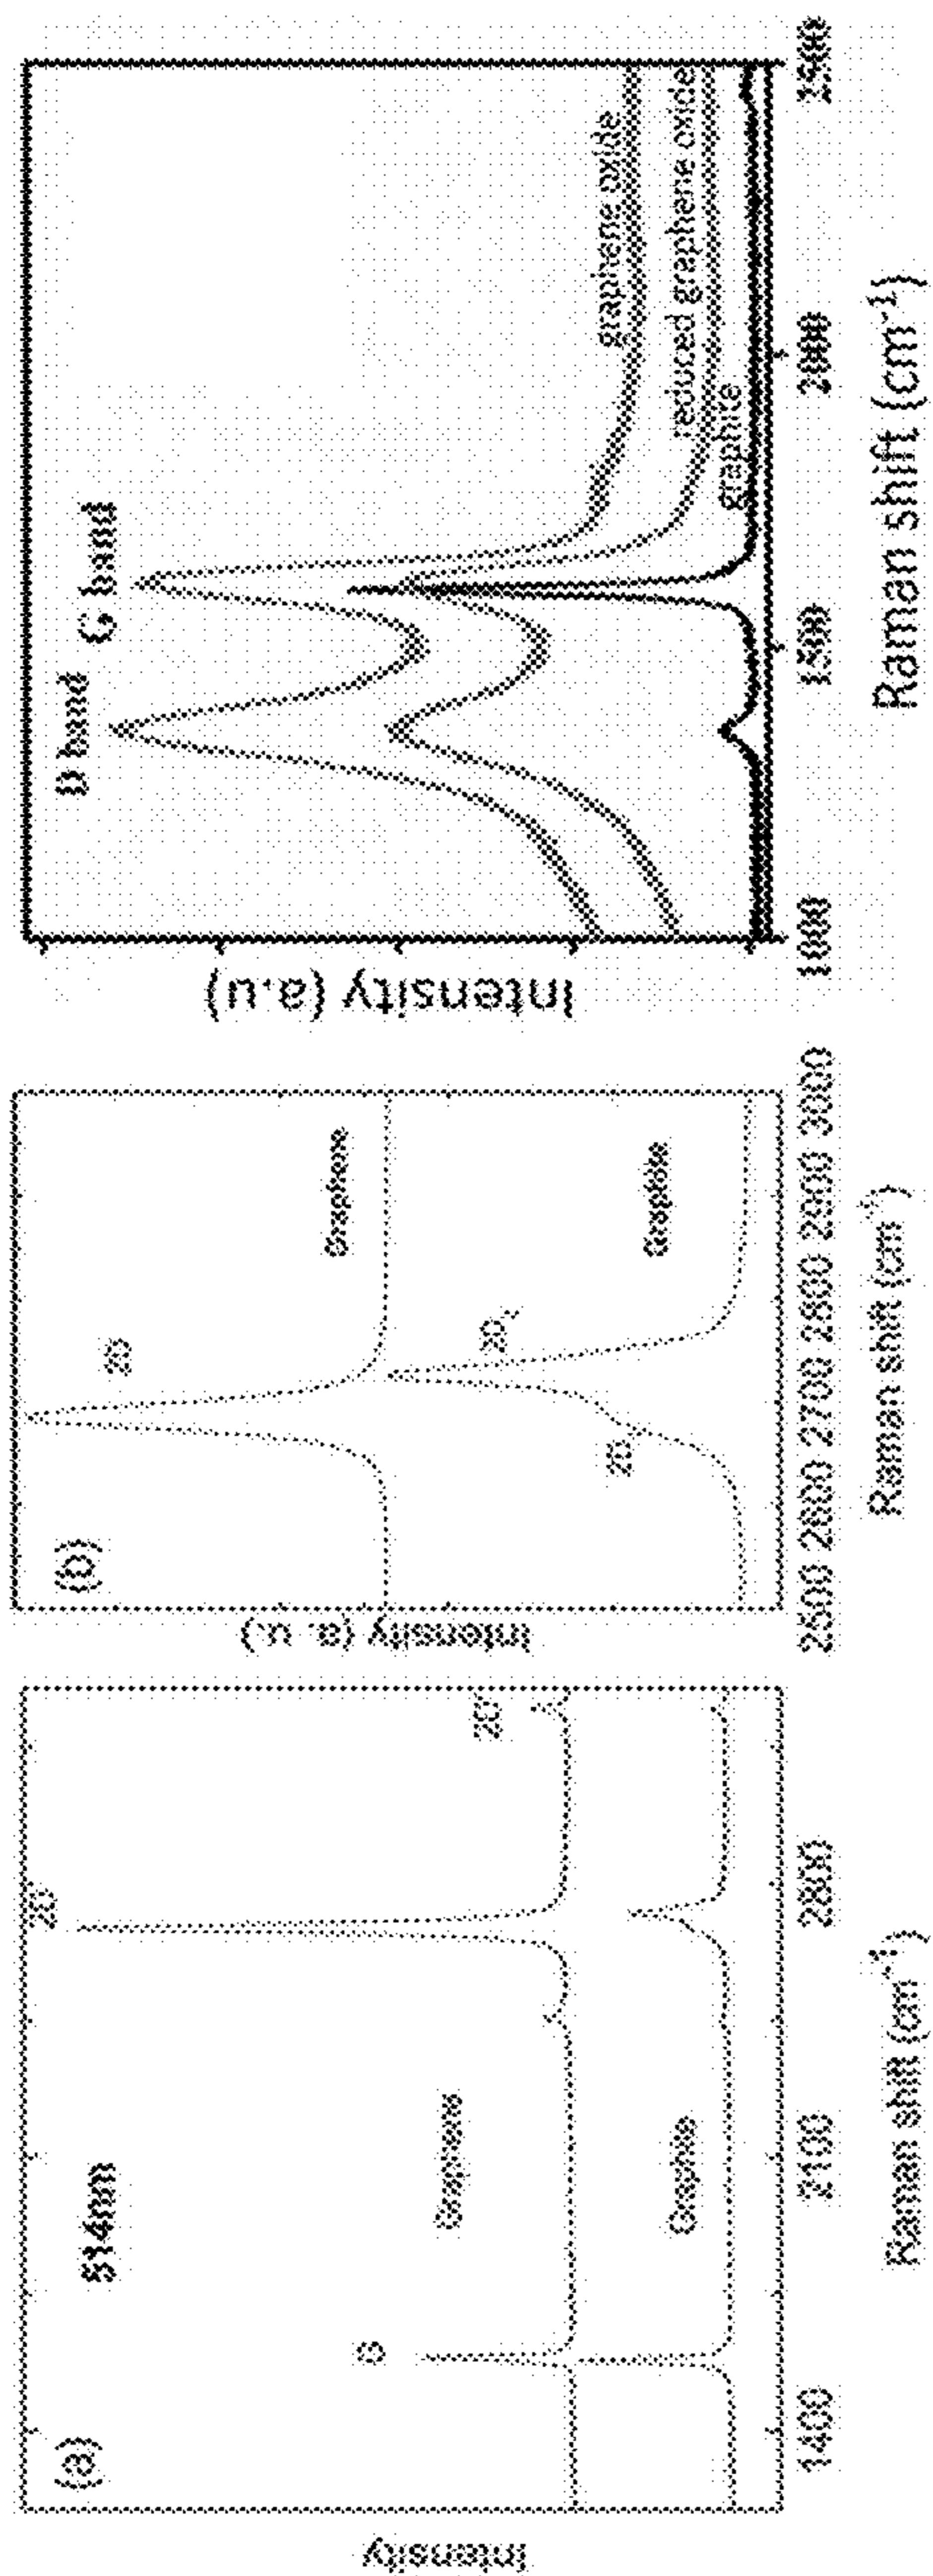 (a)
514nm
2D
2D'
G
Graphene
Graphite
1400
2100
2800
Intensity
Raman shift (cm⁻¹)
(b)
2D
Graphene
2D
2D
Graphite
2500 2600 2700 2800 2900 3000
Intensity (a. u.)
Raman shift (cm⁻¹)
D band
G band
graphene oxide
reduced graphene oxide
graphite
1000
1500
2000
2500
Intensity (a.u)
Raman shift (cm⁻¹)